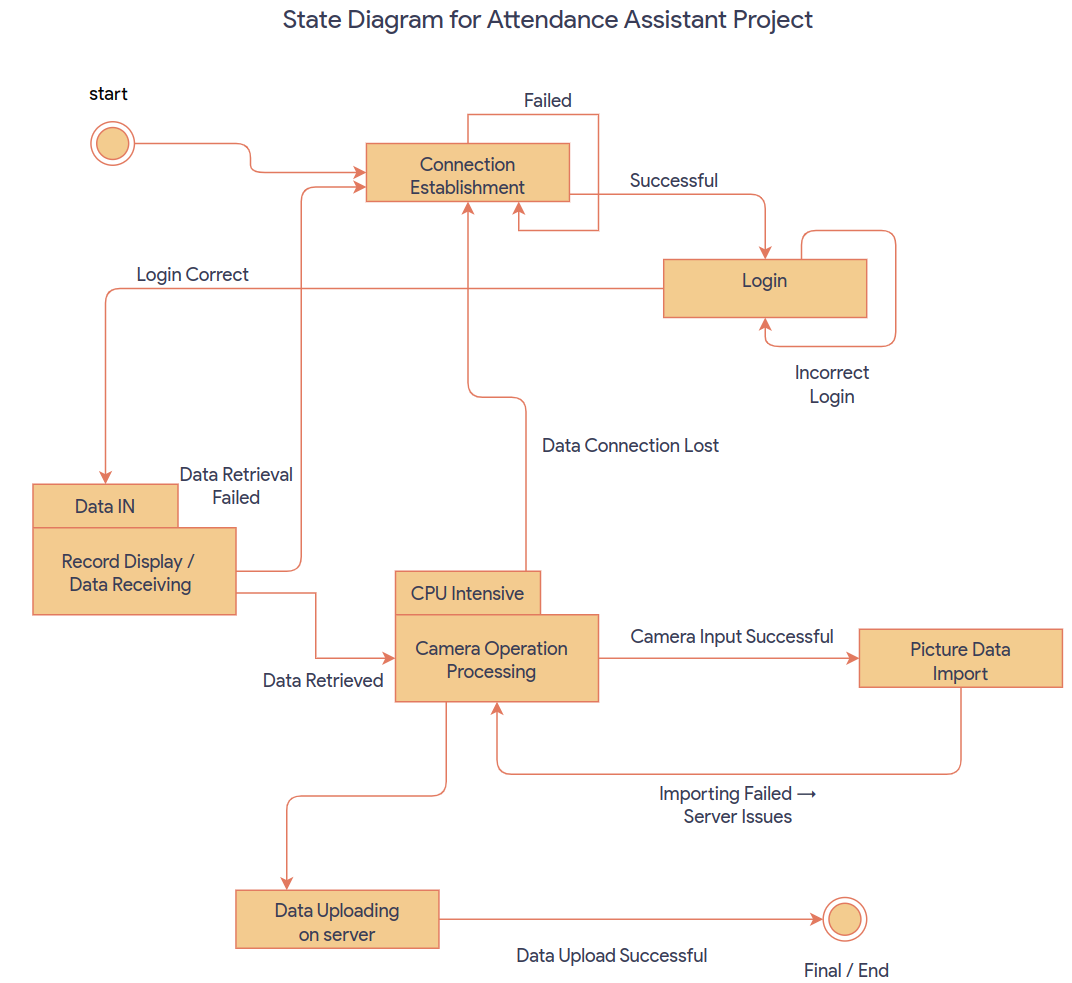 State Diagram for Attendance Assistant Project
start
Failed
Connection
Establishment
Successful
Login Correct
Login
Incorrect
Login
Data Connection Lost
Data Retrieval
Failed
Data IN
Record Display /
Data Receiving
CPU Intensive
Camera Operation
Processing
Camera Input Successful
Picture Data
Import
Data Retrieved
Importing Failed →
Server Issues
Data Uploading
on server
Data Upload Successful
Final / End